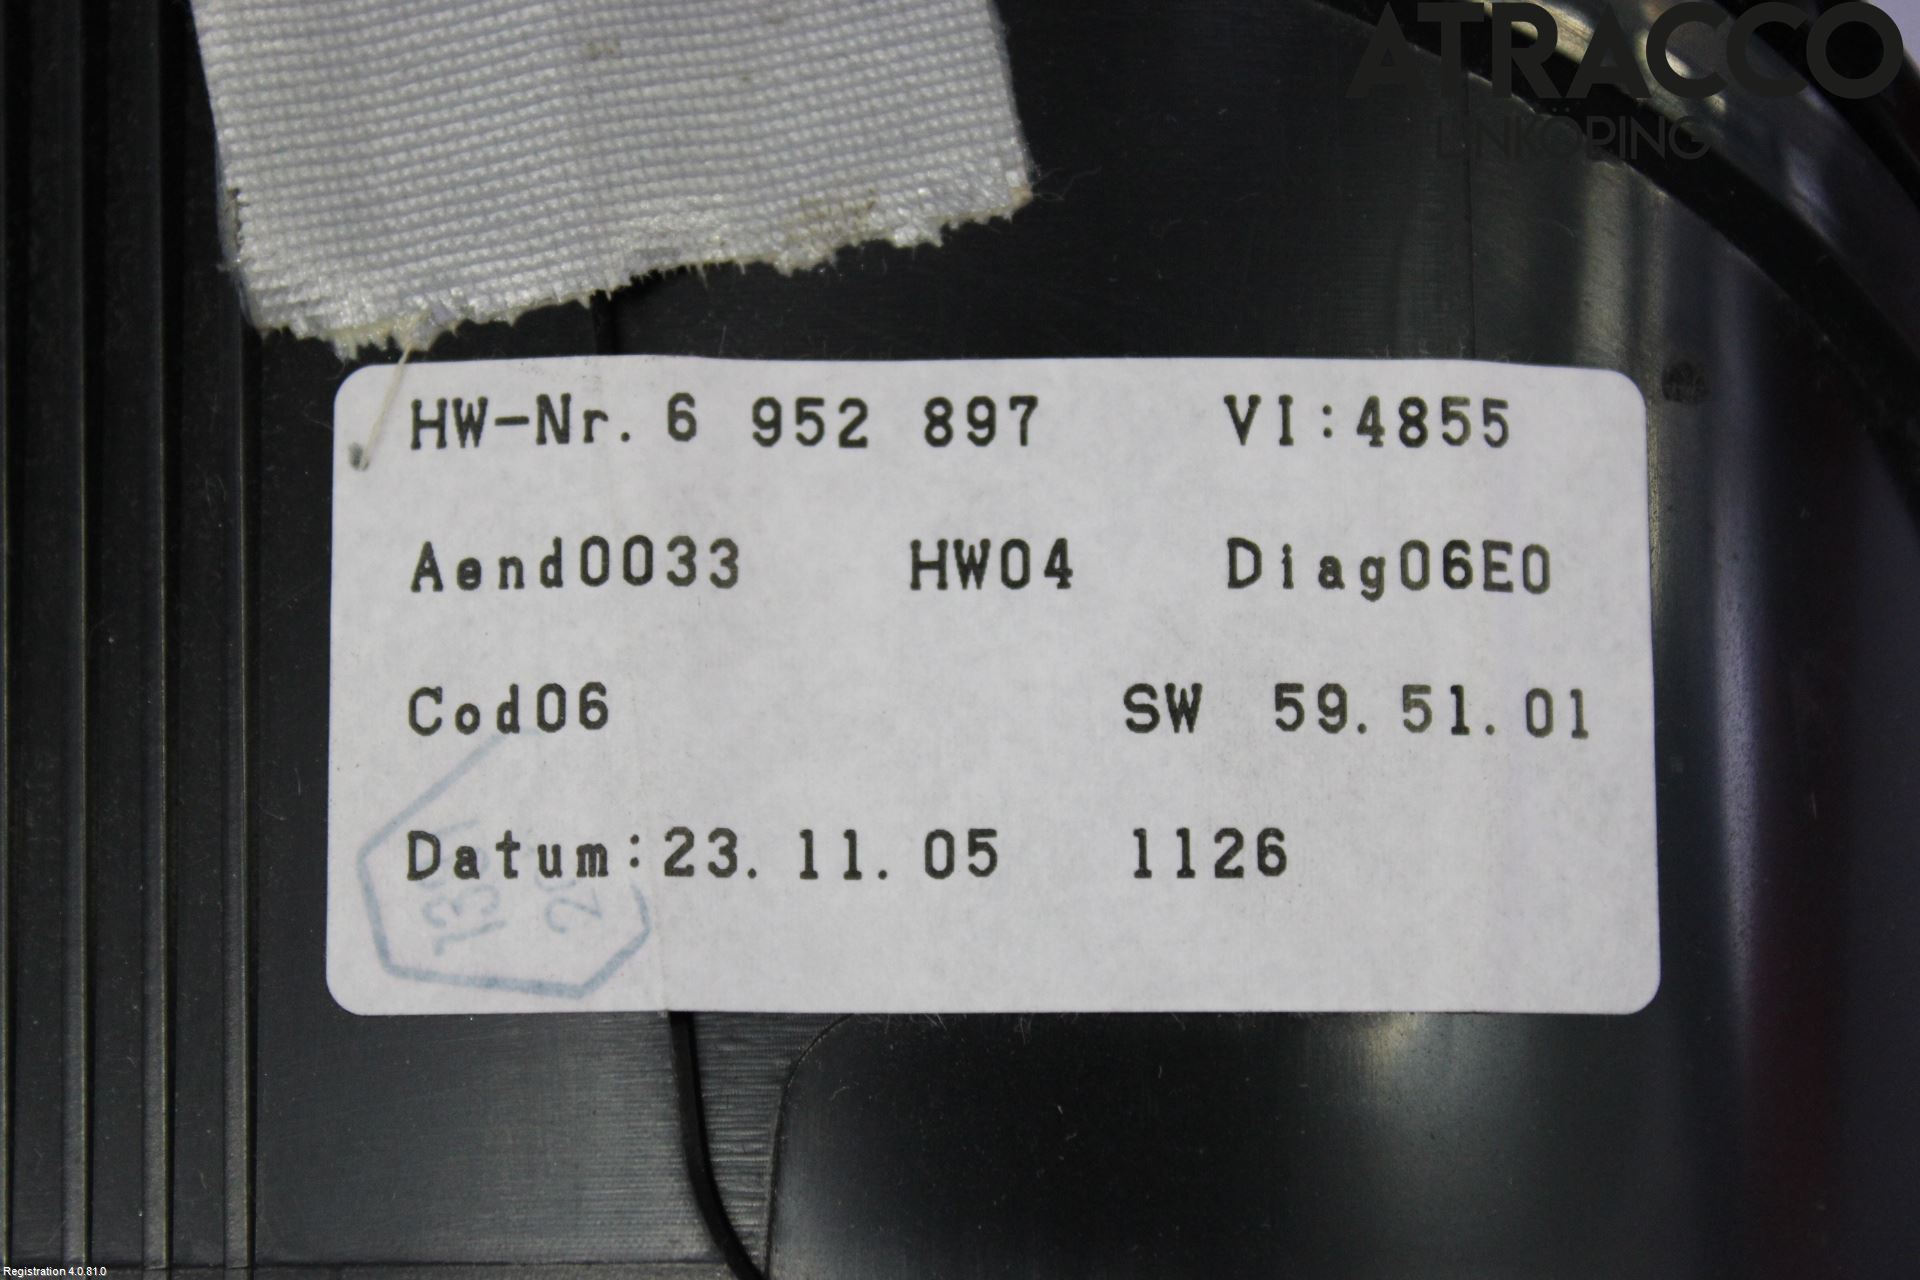 ATRACCO
LINKÖPING
HW-Nr. 6 952 897 VI:4855
Aend0033 HW04 Diag06E0
Cod06 SW 59.51.01
Datum:23.11.05 1126
Registration 4.0.81.0